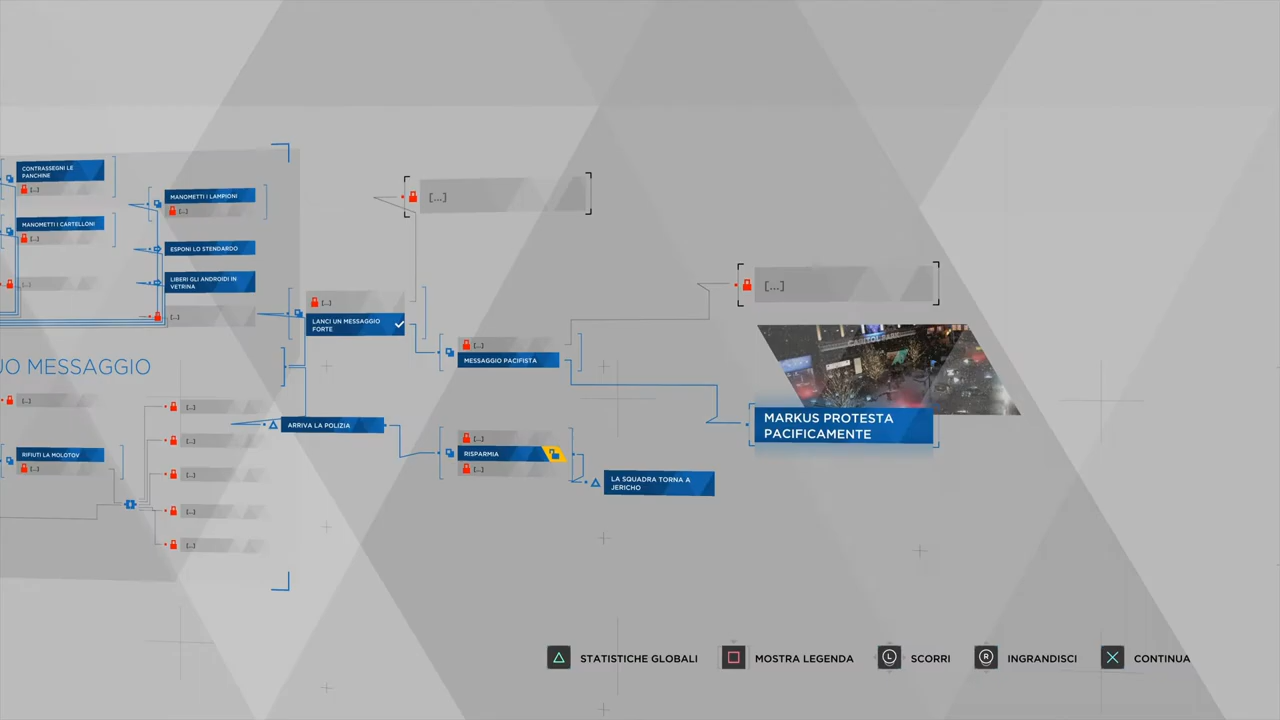 CONTRASSEGNI LE
PANCHINE
[...]
MANOMETTI I CARTELLONI
[...]
[...]
MANOMETTI I LAMPIONI
[...]
ESPONI LO STENDARDO
LIBERI GLI ANDROIDI IN
VETRINA
[...]
UO MESSAGGIO
[...]
RIFIUTI LA MOLOTOV
[...]
[...]
[...]
[...]
[...]
[...]
[...]
LANCI UN MESSAGGIO
FORTE
ARRIVA LA POLIZIA
[...]
[...]
MESSAGGIO PACIFISTA
[...]
RISPARMIA
[...]
LA SQUADRA TORNA A
JERICHO
[...]
CAPITOL PARK
MARKUS PROTESTA
PACIFICAMENTE
STATISTICHE GLOBALI
MOSTRA LEGENDA
L
SCORRI
R
INGRANDISCI
CONTINUA